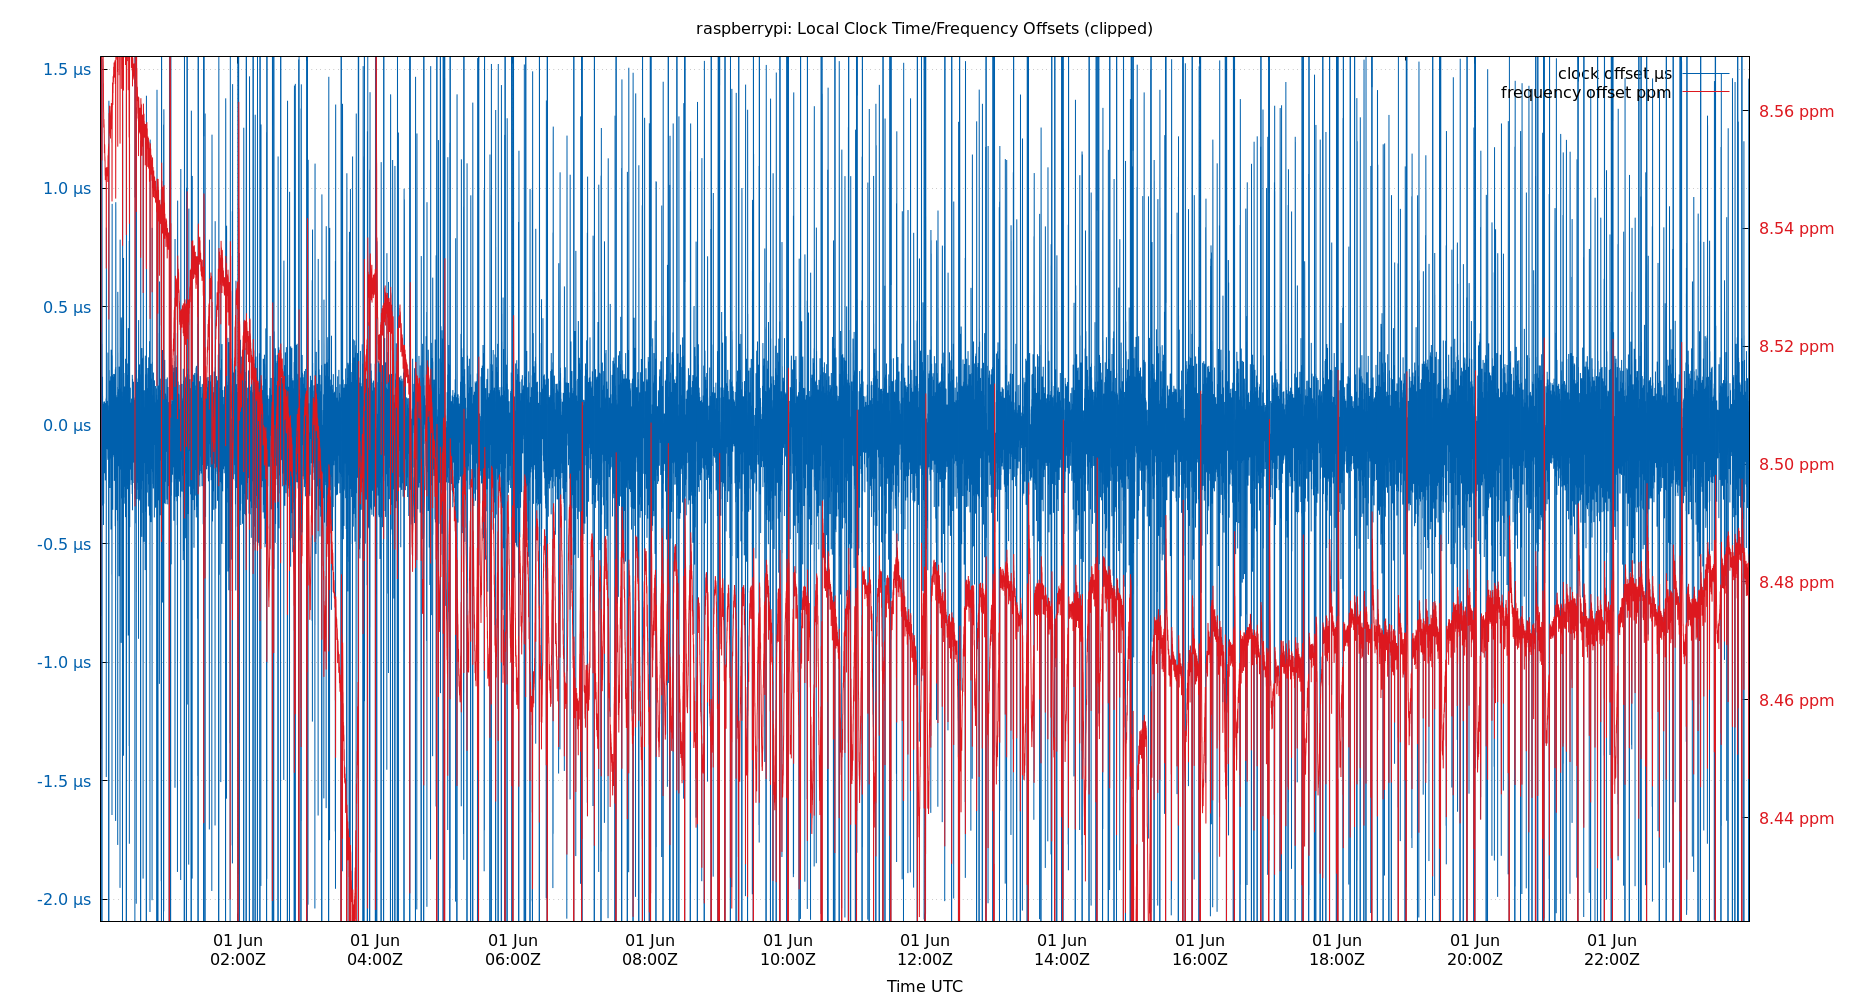 raspberrypi: Local Clock Time/Frequency Offsets (clipped)
clock offset µs
frequency offset ppm
1.5 µs
1.0 µs
0.5 µs
0.0 µs
-0.5 µs
-1.0 µs
-1.5 µs
-2.0 µs
8.56 ppm
8.54 ppm
8.52 ppm
8.50 ppm
8.48 ppm
8.46 ppm
8.44 ppm
01 Jun 01 Jun 01 Jun 01 Jun 01 Jun 01 Jun 01 Jun 01 Jun 01 Jun 01 Jun 01 Jun
02:00Z 04:00Z 06:00Z 08:00Z 10:00Z 12:00Z 14:00Z 16:00Z 18:00Z 20:00Z 22:00Z
Time UTC